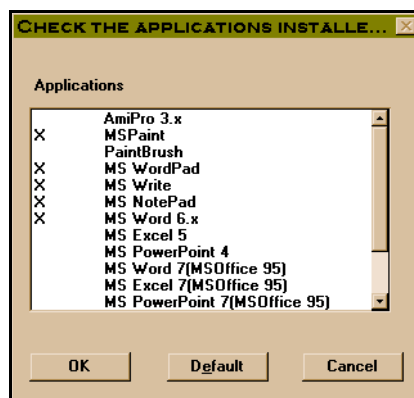 CHECK THE APPLICATIONS INSTALLE...
Applications
AmiPro 3.x
X MSPaint
PaintBrush
X MS WordPad
X MS Write
X MS NotePad
X MS Word 6.x
MS Excel 5
MS PowerPoint 4
MS Word 7(MSOffice 95)
MS Excel 7(MSOffice 95)
MS PowerPoint 7(MSOffice 95)
OK Default Cancel